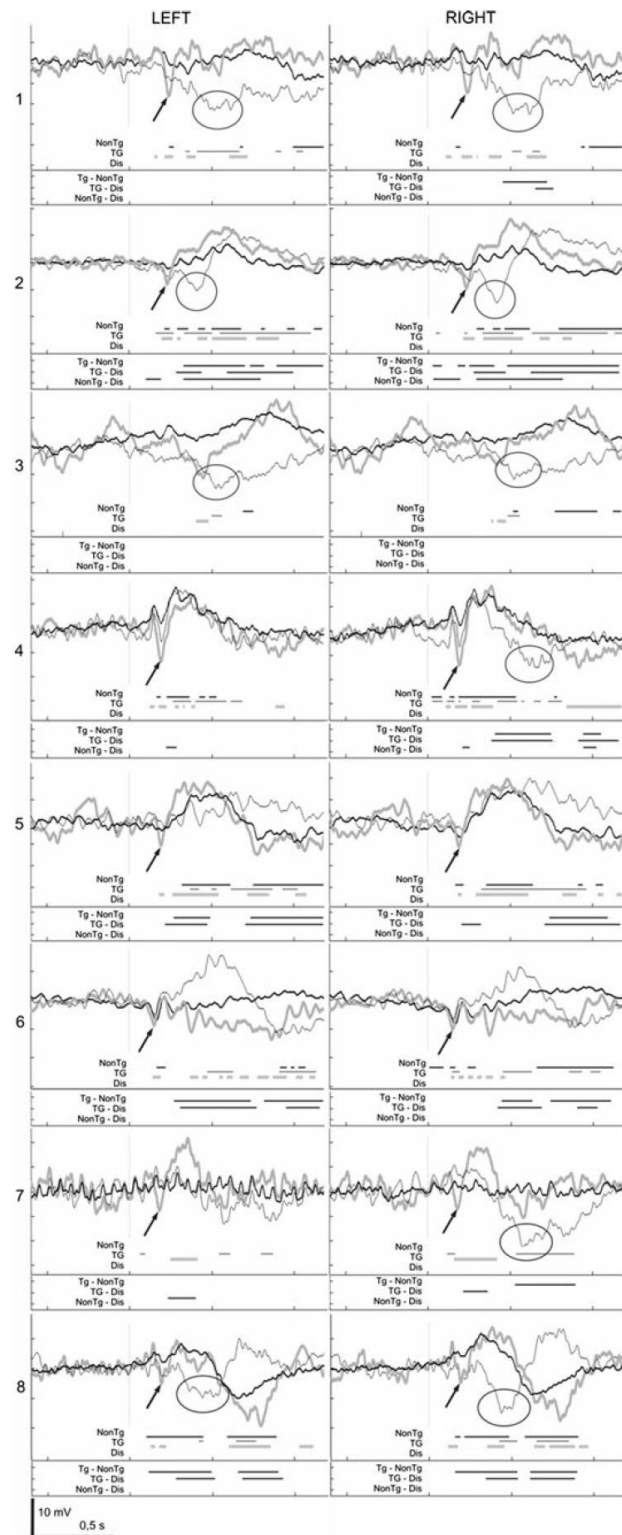 LEFT RIGHT
1
NonTg NonTg
TG TG
Dis Dis
Tg - NonTg Tg - NonTg
TG - Dis TG - Dis
NonTg - Dis NonTg - Dis
2
NonTg NonTg
TG TG
Dis Dis
Tg - NonTg Tg - NonTg
TG - Dis TG - Dis
NonTg - Dis NonTg - Dis
3
NonTg NonTg
TG TG
Dis Dis
Tg - NonTg Tg - NonTg
TG - Dis TG - Dis
NonTg - Dis NonTg - Dis
4
NonTg NonTg
TG TG
Dis Dis
Tg - NonTg Tg - NonTg
TG - Dis TG - Dis
NonTg - Dis NonTg - Dis
5
NonTg NonTg
TG TG
Dis Dis
Tg - NonTg Tg - NonTg
TG - Dis TG - Dis
NonTg - Dis NonTg - Dis
6
NonTg NonTg
TG TG
Dis Dis
Tg - NonTg Tg - NonTg
TG - Dis TG - Dis
NonTg - Dis NonTg - Dis
7
NonTg NonTg
TG TG
Dis Dis
Tg - NonTg Tg - NonTg
TG - Dis TG - Dis
NonTg - Dis NonTg - Dis
8
NonTg NonTg
TG TG
Dis Dis
Tg - NonTg Tg - NonTg
TG - Dis TG - Dis
NonTg - Dis NonTg - Dis
10 mV
0,5 s